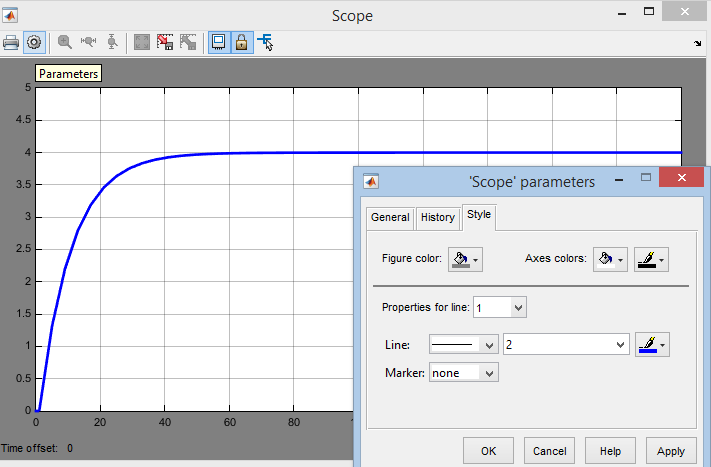 Scope
Parameters
5
4.5
4
3.5
3
2.5
2
1.5
1
0.5
0
0 20 40 60 80
Time offset: 0
'Scope' parameters
General History Style
Figure color: Axes colors:
Properties for line: 1
Line: 2
Marker: none
OK Cancel Help Apply